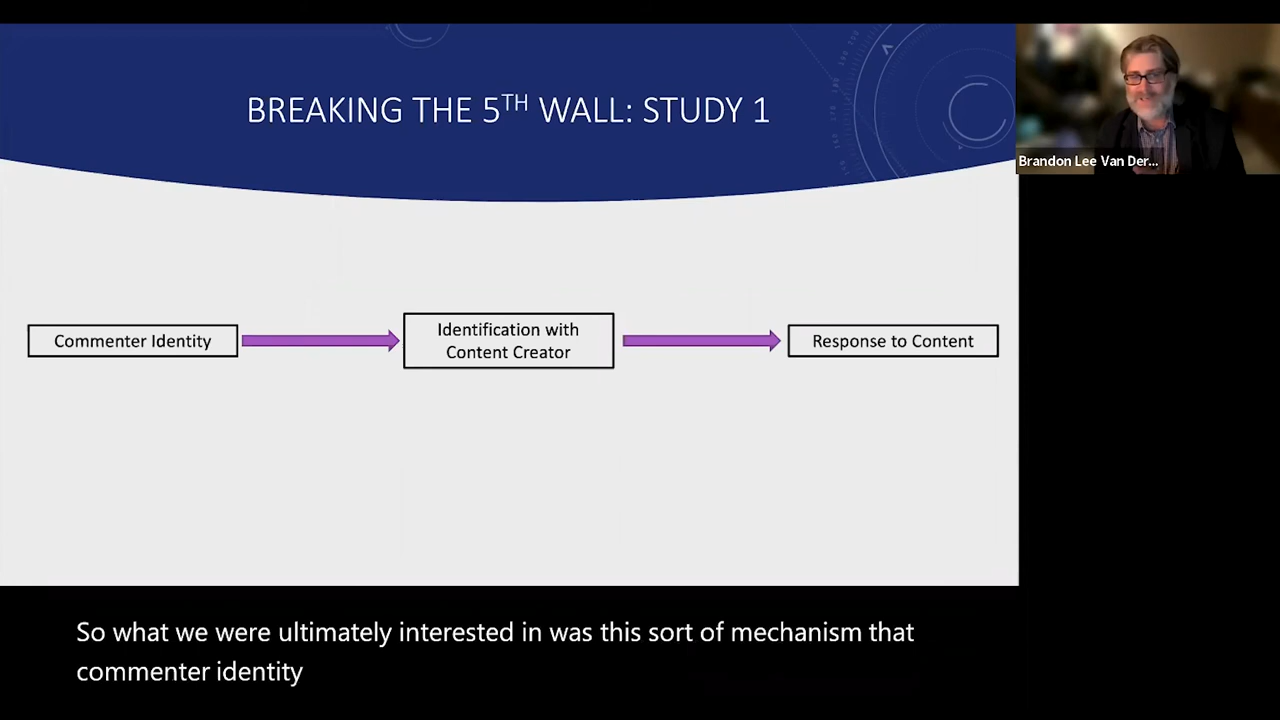 BREAKING THE 5TH WALL: STUDY 1
Brandon Lee Van Der...
Commenter Identity
Identification with
Content Creator
Response to Content
So what we were ultimately interested in was this sort of mechanism that
commenter identity